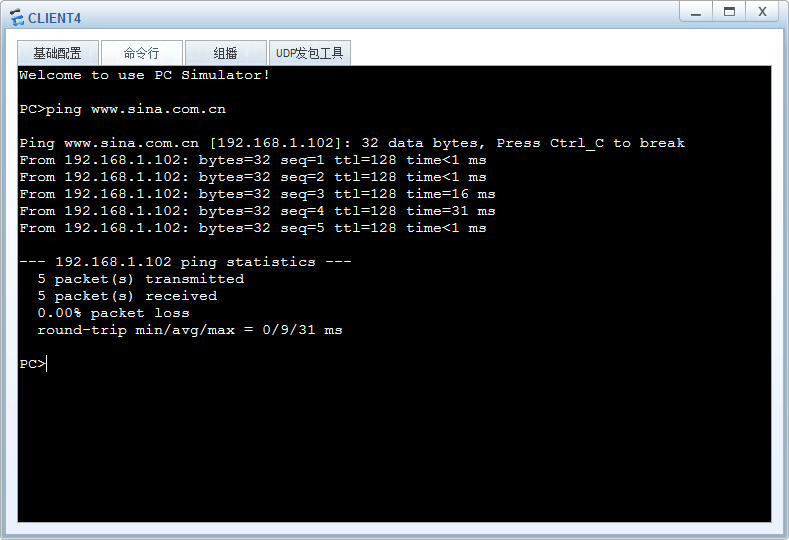 CLIENT4
基础配置 命令行 组播 UDP发包工具
Welcome to use PC Simulator!
PC>ping www.sina.com.cn
Ping www.sina.com.cn [192.168.1.102]: 32 data bytes, Press Ctrl_C to break
From 192.168.1.102: bytes=32 seq=1 ttl=128 time<1 ms
From 192.168.1.102: bytes=32 seq=2 ttl=128 time<1 ms
From 192.168.1.102: bytes=32 seq=3 ttl=128 time=16 ms
From 192.168.1.102: bytes=32 seq=4 ttl=128 time=31 ms
From 192.168.1.102: bytes=32 seq=5 ttl=128 time<1 ms
--- 192.168.1.102 ping statistics ---
5 packet(s) transmitted
5 packet(s) received
0.00% packet loss
round-trip min/avg/max = 0/9/31 ms
PC>